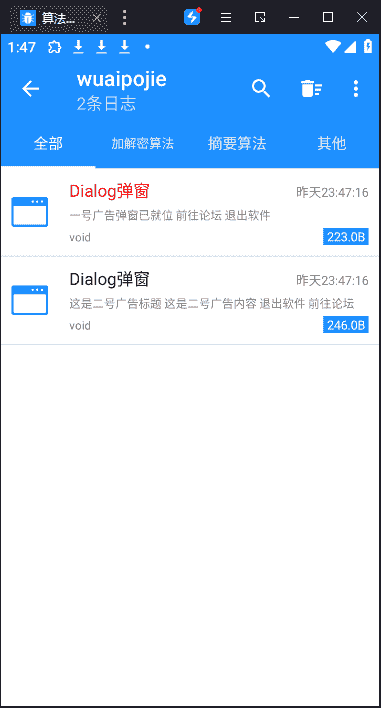 算法...
1:47
wuaipojie
2条日志
全部 加解密算法 摘要算法 其他
Dialog弹窗 昨天23:47:16
一号广告弹窗已就位 前往论坛 退出软件
void 223.0B
Dialog弹窗 昨天23:47:16
这是二号广告标题 这是二号广告内容 退出软件 前往论坛
void 246.0B